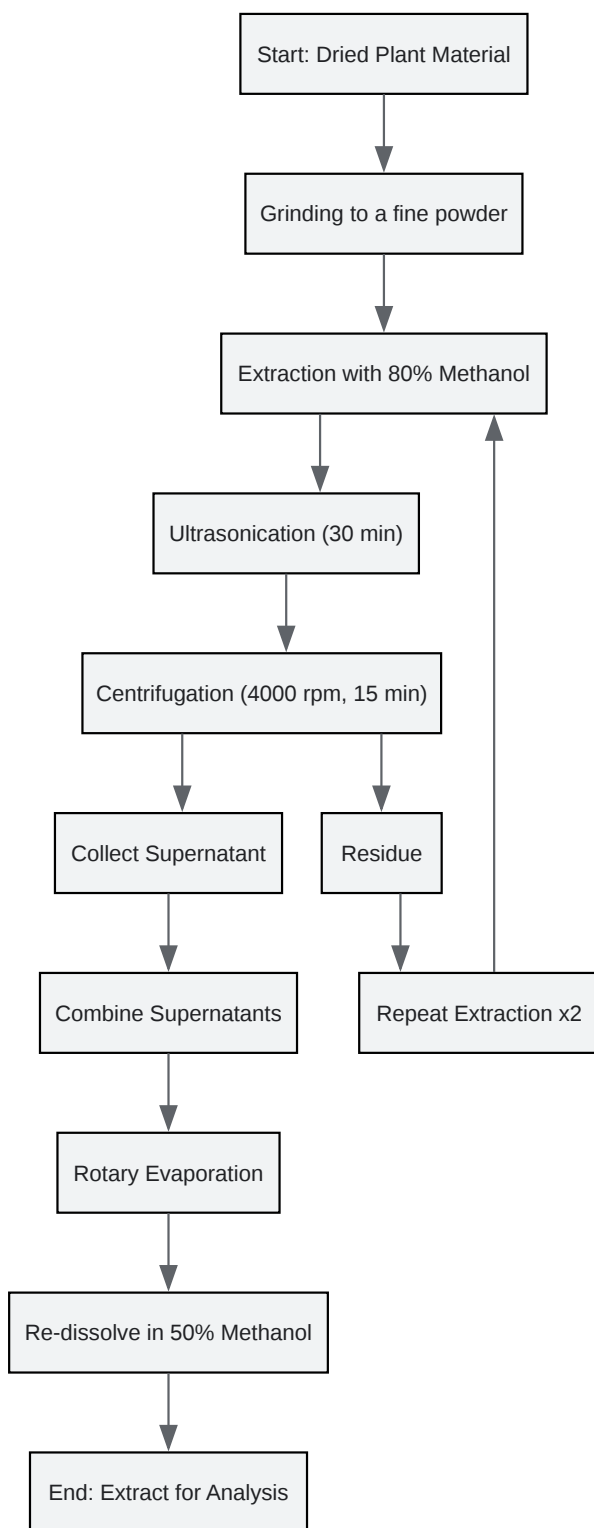 Start: Dried Plant Material
Grinding to a fine powder
Extraction with 80% Methanol
Ultrasonication (30 min)
Centrifugation (4000 rpm, 15 min)
Collect Supernatant
Residue
Combine Supernatants
Repeat Extraction x2
Rotary Evaporation
Re-dissolve in 50% Methanol
End: Extract for Analysis